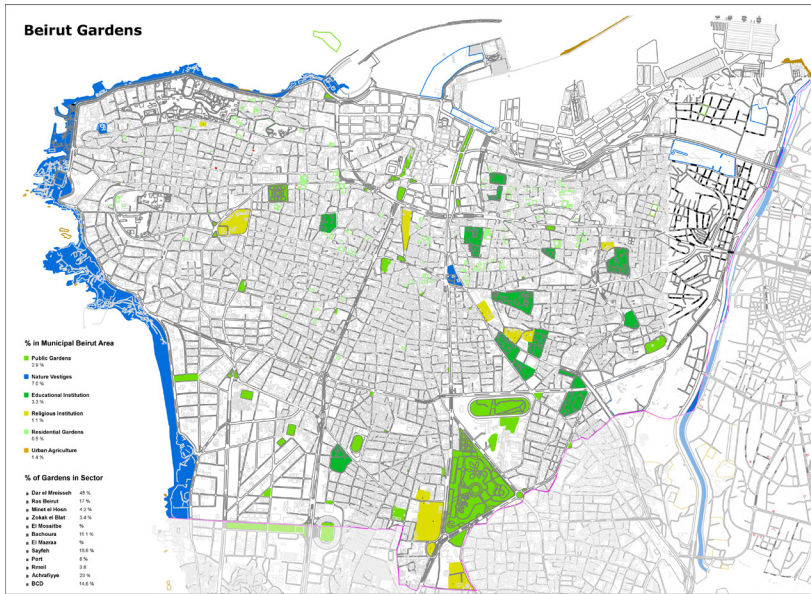 Beirut Gardens
% in Municipal Beirut Area
Public Gardens
2.9 %
Nature Vestiges
7.0 %
Educational Institution
3.3 %
Religious Institution
1.1 %
Residential Gardens
0.5 %
Urban Agriculture
1.4 %
% of Gardens in Sector
Dar el Mreisseh 45 %
Ras Beirut 17 %
Minet el Hosn 4.2 %
Zokak el Blat 3.4 %
El Mosaitbe %
Bachoura 11.1 %
El Mazraa %
Sayfeh 15.6 %
Port 6 %
Rmeil 3.6
Achrafiyye 23 %
BCD 14.6 %